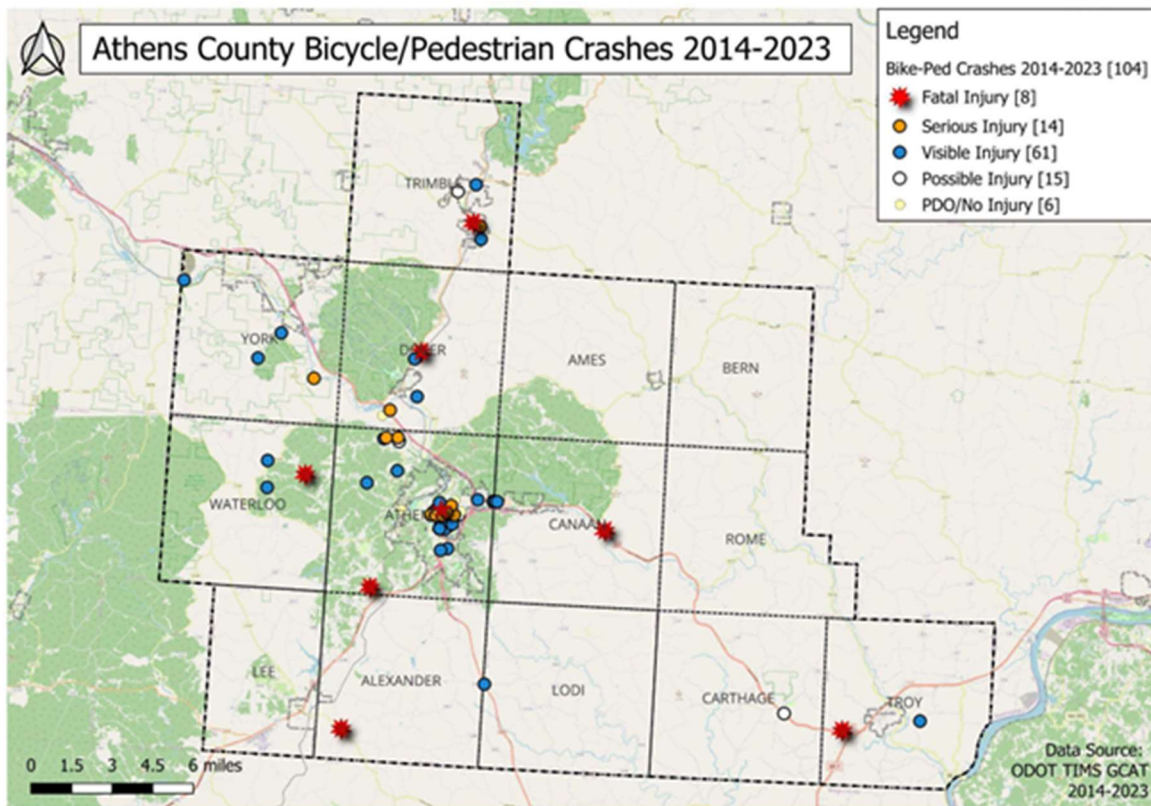 Athens County Bicycle/Pedestrian Crashes 2014-2023
Legend
Bike-Ped Crashes 2014-2023 [104]
Fatal Injury [8]
Serious Injury [14]
Visible Injury [61]
Possible Injury [15]
PDO/No Injury [6]
TRIMBLE
YORK
DOVER
AMES
BERN
WATERLOO
ATHENS
CANAAN
ROME
LEE
ALEXANDER
LODI
CARTHAGE
TROY
0 1.5 3 4.5 6 miles
Data Source:
ODOT TIMS GCAT
2014-2023